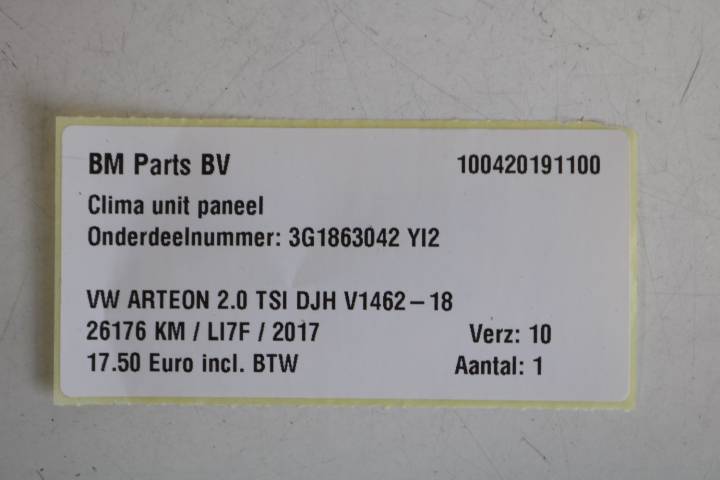 BM Parts BV 100420191100
Clima unit paneel
Onderdeelnummer: 3G1863042 YI2
VW ARTEON 2.0 TSI DJH V1462-18
26176 KM / LI7F / 2017 Verz: 10
17.50 Euro incl. BTW Aantal: 1